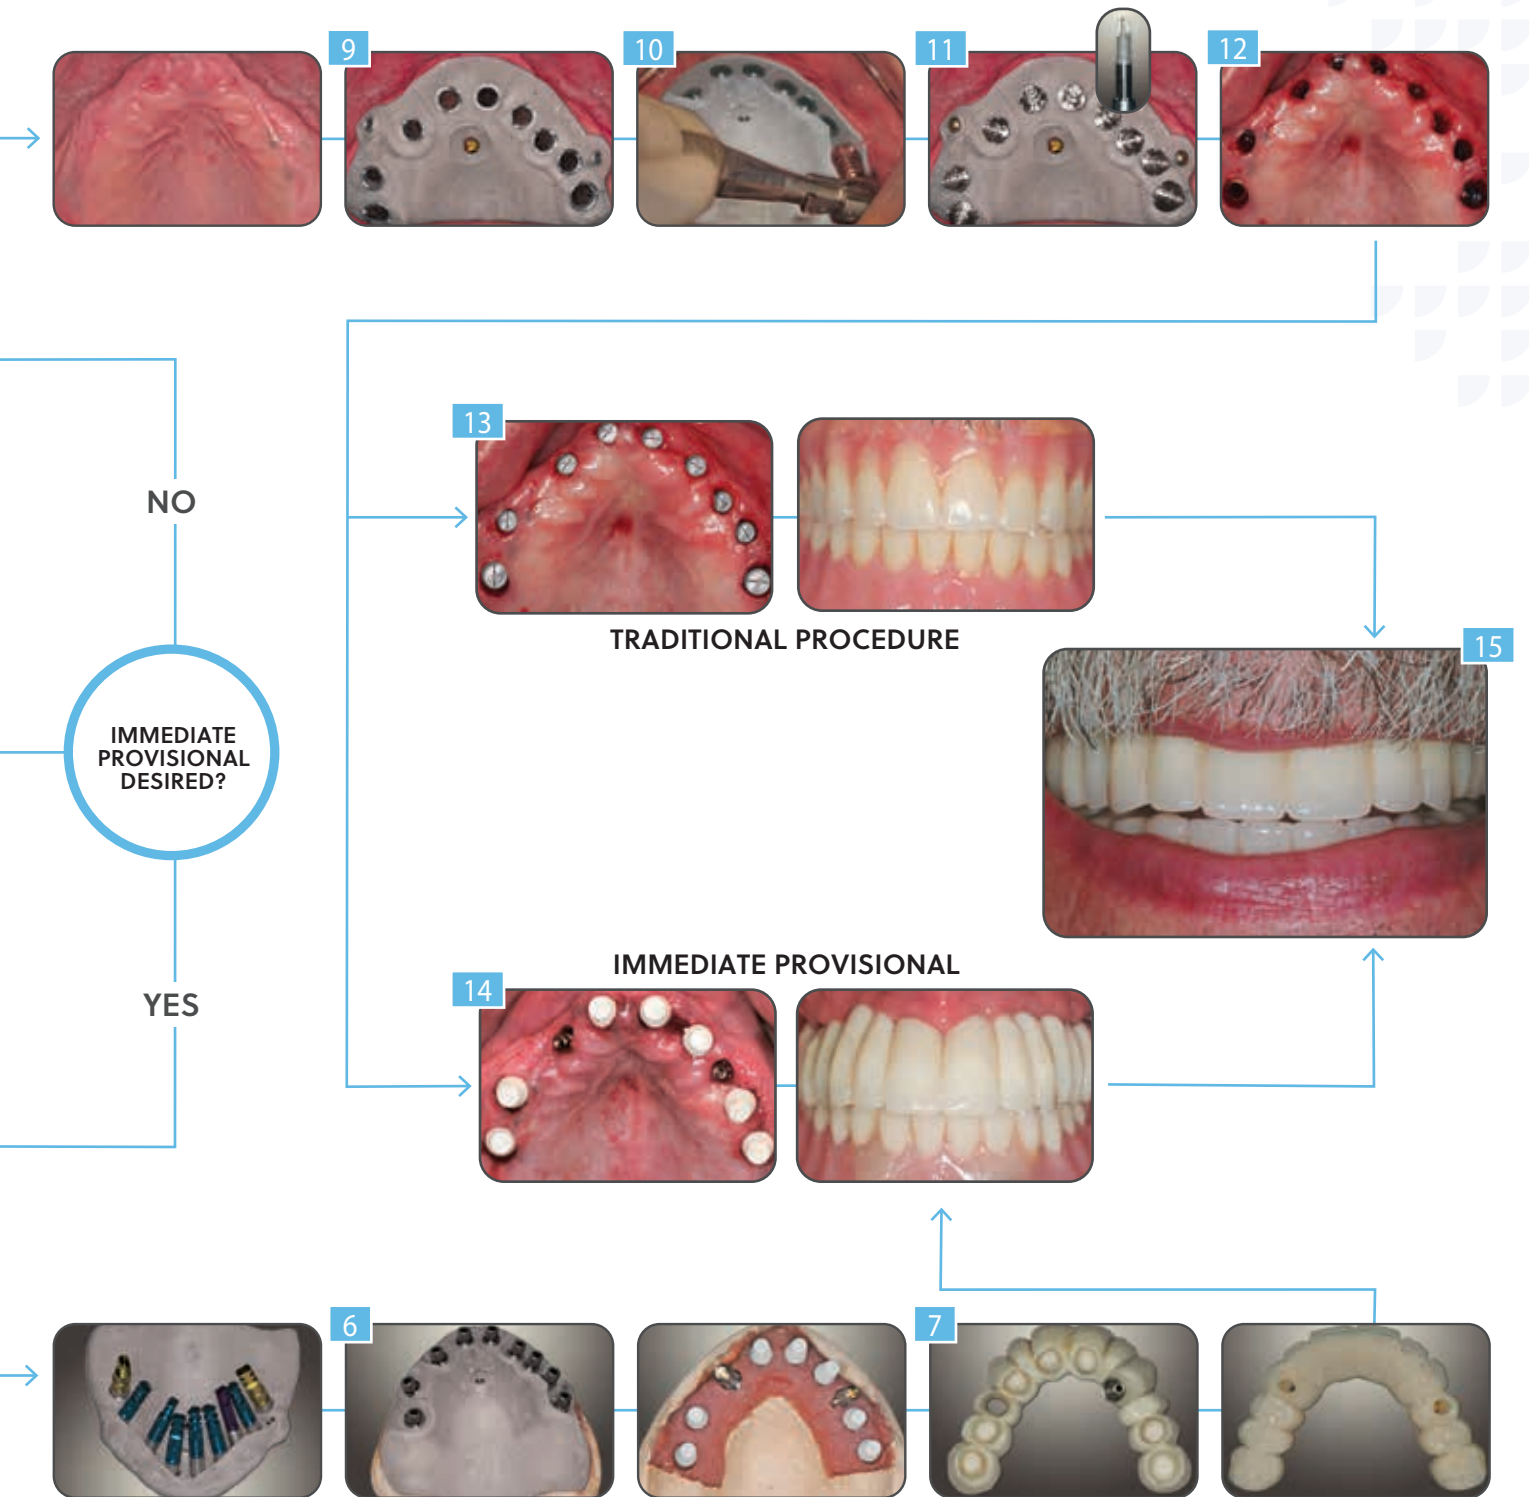 9
10
11
12
NO
13
TRADITIONAL PROCEDURE
15
IMMEDIATE
PROVISIONAL
DESIRED?
IMMEDIATE PROVISIONAL
14
YES
6
7